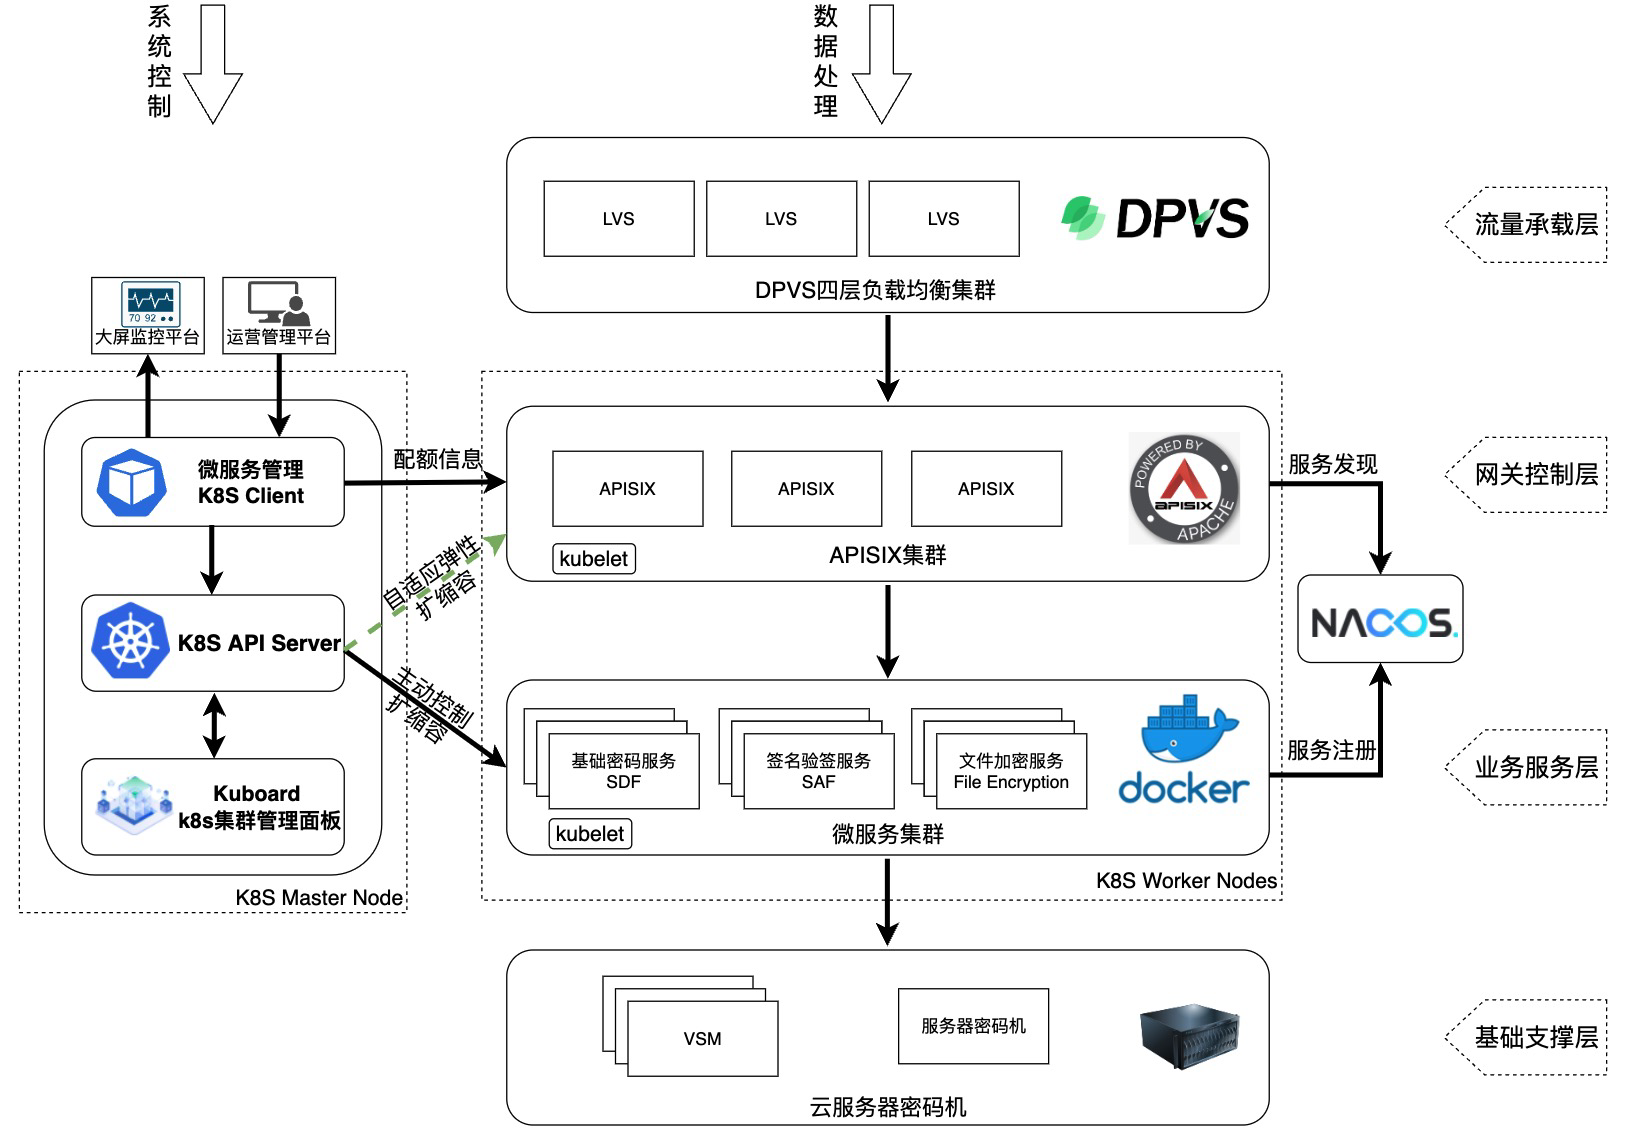 系统控制
数据处理
LVS
LVS
LVS
DPVS
DPVS四层负载均衡集群
流量承载层
70 92
大屏监控平台
运营管理平台
微服务管理
K8S Client
配额信息
APISIX
APISIX
APISIX
POWERED BY
APISIX
APACHE
kubelet
APISIX集群
服务发现
网关控制层
自适应弹性
扩缩容
K8S API Server
NACOS.
主动控制
扩缩容
基础密码服务
SDF
签名验签服务
SAF
文件加密服务
File Encryption
docker
服务注册
业务服务层
Kuboard
k8s集群管理面板
kubelet
微服务集群
K8S Master Node
K8S Worker Nodes
VSM
服务器密码机
云服务器密码机
基础支撑层